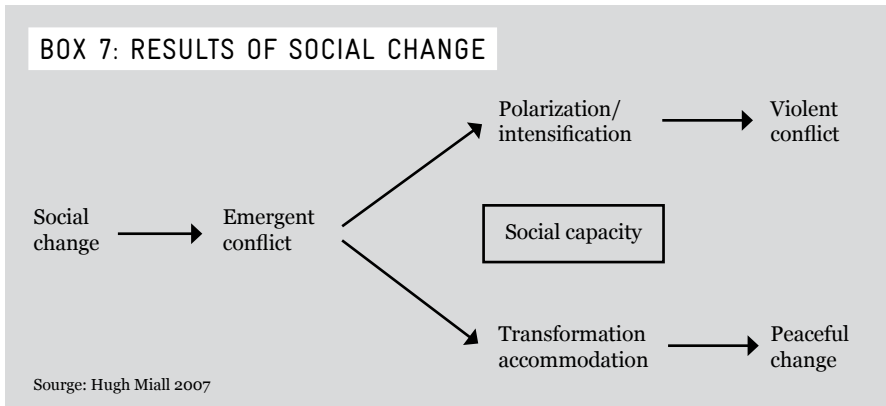 BOX 7: RESULTS OF SOCIAL CHANGE
Polarization/
intensification
Violent
conflict
Social
change
Emergent
conflict
Social capacity
Transformation
accommodation
Peaceful
change
Sourge: Hugh Miall 2007